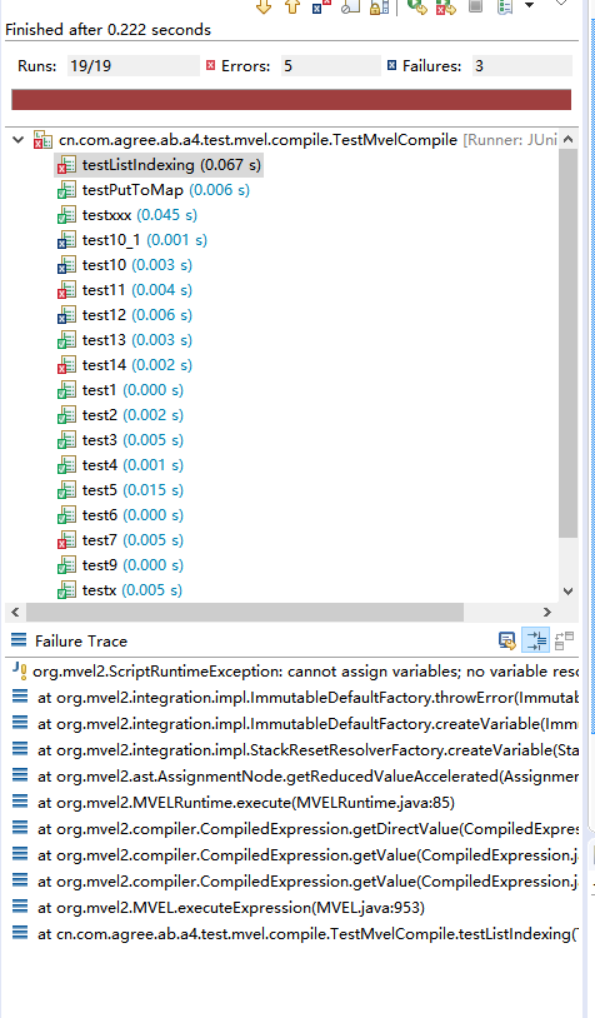 Finished after 0.222 seconds
Runs: 19/19 Errors: 5 Failures: 3
cn.com.agree.ab.a4.test.mvel.compile.TestMvelCompile [Runner: JUni
testListIndexing (0.067 s)
testPutToMap (0.006 s)
testxxx (0.045 s)
test10_1 (0.001 s)
test10 (0.003 s)
test11 (0.004 s)
test12 (0.006 s)
test13 (0.003 s)
test14 (0.002 s)
test1 (0.000 s)
test2 (0.002 s)
test3 (0.005 s)
test4 (0.001 s)
test5 (0.015 s)
test6 (0.000 s)
test7 (0.005 s)
test9 (0.000 s)
testx (0.005 s)
Failure Trace
org.mvel2.ScriptRuntimeException: cannot assign variables; no variable reso
at org.mvel2.integration.impl.ImmutableDefaultFactory.throwError(Immutab
at org.mvel2.integration.impl.ImmutableDefaultFactory.createVariable(Imm
at org.mvel2.integration.impl.StackResetResolverFactory.createVariable(Sta
at org.mvel2.ast.AssignmentNode.getReducedValueAccelerated(Assignmer
at org.mvel2.MVELRuntime.execute(MVELRuntime.java:85)
at org.mvel2.compiler.CompiledExpression.getDirectValue(CompiledExpres
at org.mvel2.compiler.CompiledExpression.getValue(CompiledExpression.j
at org.mvel2.compiler.CompiledExpression.getValue(CompiledExpression.j
at org.mvel2.MVEL.executeExpression(MVEL.java:953)
at cn.com.agree.ab.a4.test.mvel.compile.TestMvelCompile.testListIndexing(